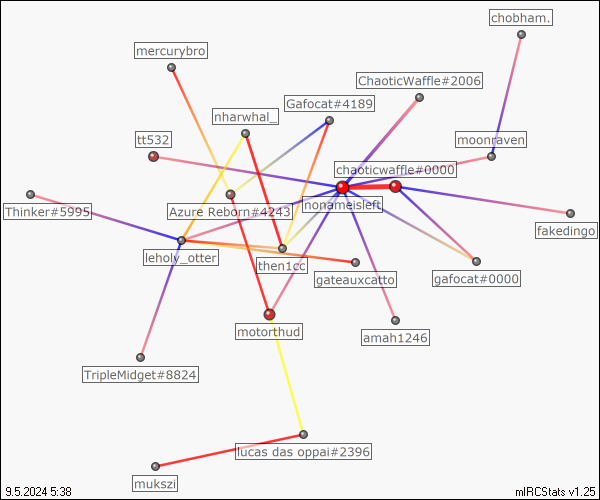 chobham.
mercurybro
ChaoticWaffle#2006
Gafocat#4189
nharwhal_
tt532
moonraven
chaoticwaffle#0000
nonameisleft
Thinker#5995
Azure Reborn#4243
fakedingo
leholy_otter
then1cc
gateauxcatto
gafocat#0000
motorthud
amah1246
TripleMidget#8824
lucas das oppai#2396
mukszi
9.5.2024 5:38
mIRCStats v1.25